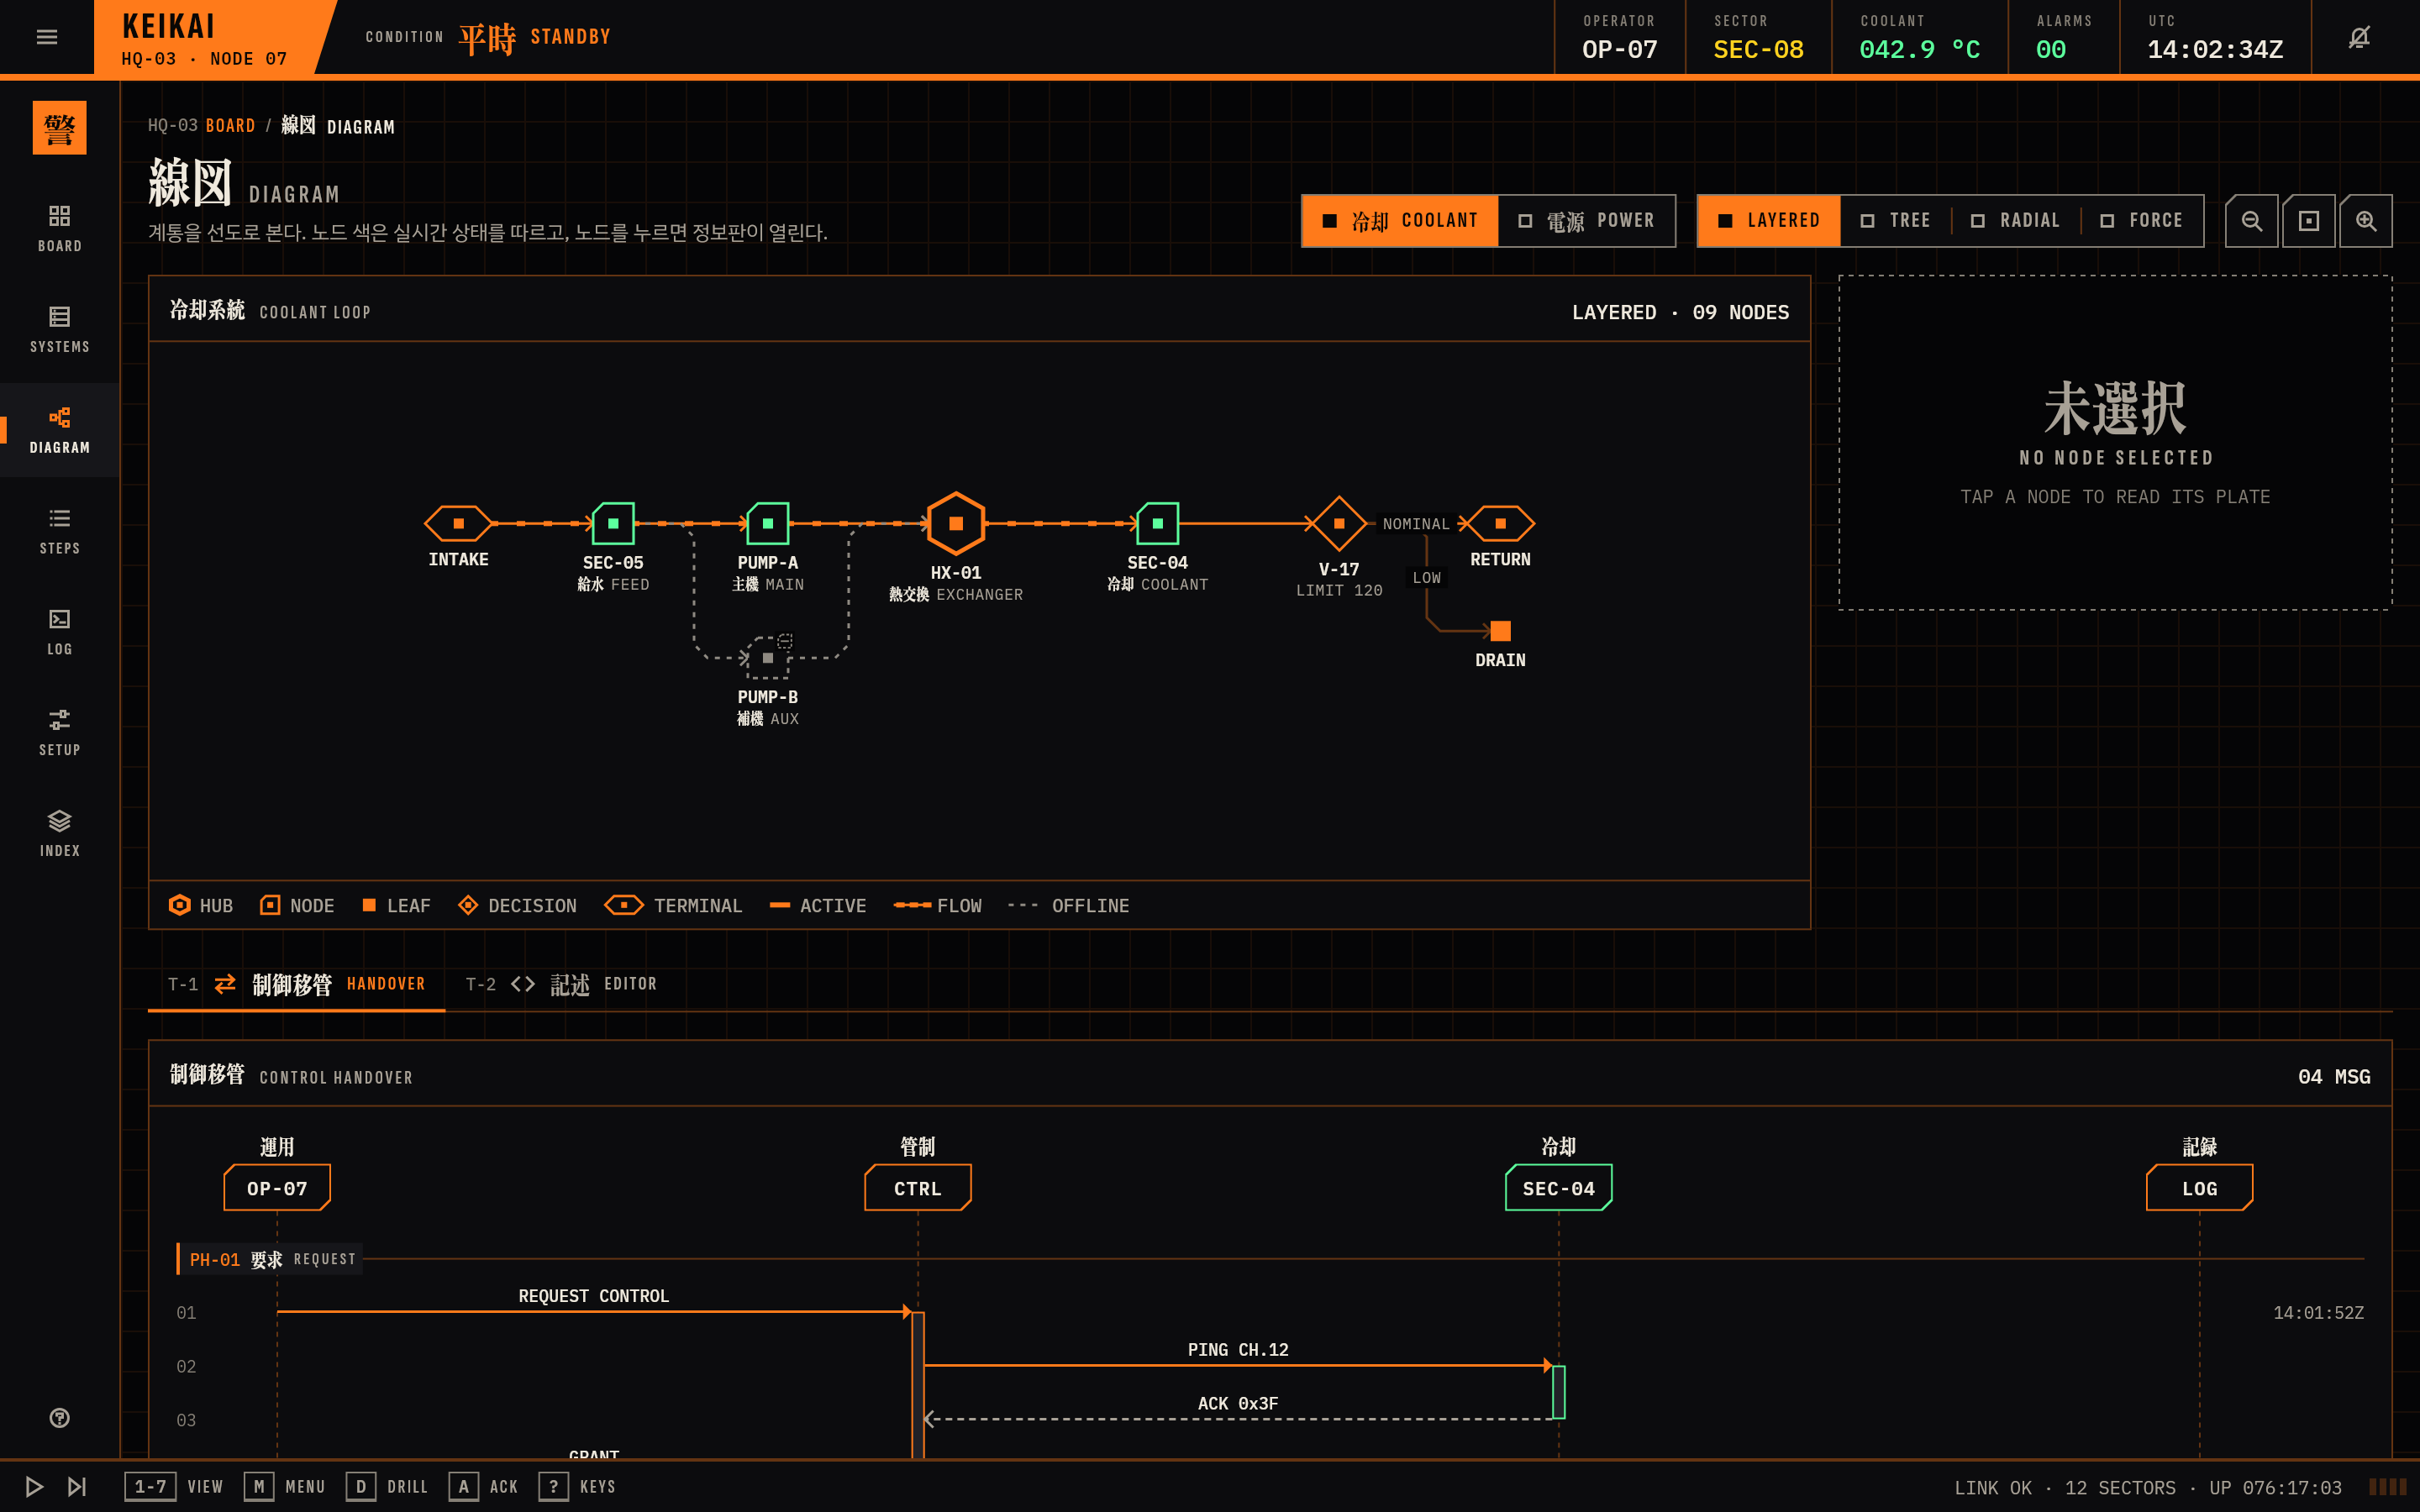 KEIKAI
HQ-03 · NODE 07
CONDITION 平時 STANDBY
OPERATOR
OP-07
SECTOR
SEC-08
COOLANT
042.9 °C
ALARMS
00
UTC
14:02:34Z
警
BOARD
SYSTEMS
DIAGRAM
STEPS
LOG
SETUP
INDEX
HQ-03 BOARD / 線図 DIAGRAM
線図 DIAGRAM
계통을 선도로 본다. 노드 색은 실시간 상태를 따르고, 노드를 누르면 정보판이 열린다.
冷却 COOLANT
電源 POWER
LAYERED
TREE
RADIAL
FORCE
冷却系統 COOLANT LOOP
LAYERED · 09 NODES
INTAKE
SEC-05
給水 FEED
PUMP-A
主機 MAIN
HX-01
熱交換 EXCHANGER
SEC-04
冷却 COOLANT
V-17
LIMIT 120
NOMINAL
LOW
RETURN
DRAIN
PUMP-B
補機 AUX
HUB
NODE
LEAF
DECISION
TERMINAL
ACTIVE
FLOW
OFFLINE
未選択
NO NODE SELECTED
TAP A NODE TO READ ITS PLATE
T-1 制御移管 HANDOVER
T-2 記述 EDITOR
制御移管 CONTROL HANDOVER
04 MSG
運用
OP-07
管制
CTRL
冷却
SEC-04
記録
LOG
PH-01 要求 REQUEST
01 REQUEST CONTROL 14:01:52Z
02 PING CH.12
03 ACK 0x3F
GRANT
1-7 VIEW
M MENU
D DRILL
A ACK
? KEYS
LINK OK · 12 SECTORS · UP 076:17:03